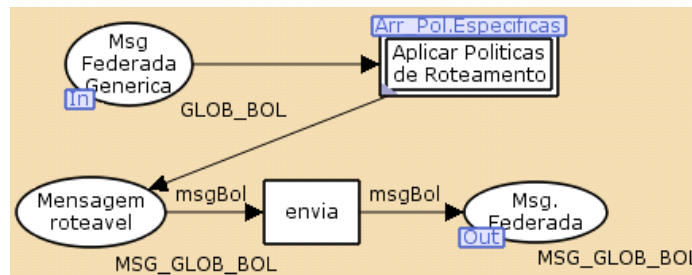 Arr_Pol.Especificas
Msg
Federada
Generica
In
Aplicar Politicas
de Roteamento
GLOB_BOL
Mensagem
roteavel
msgBol
envia
msgBol
Msg.
Federada
Out
MSG_GLOB_BOL
MSG_GLOB_BOL